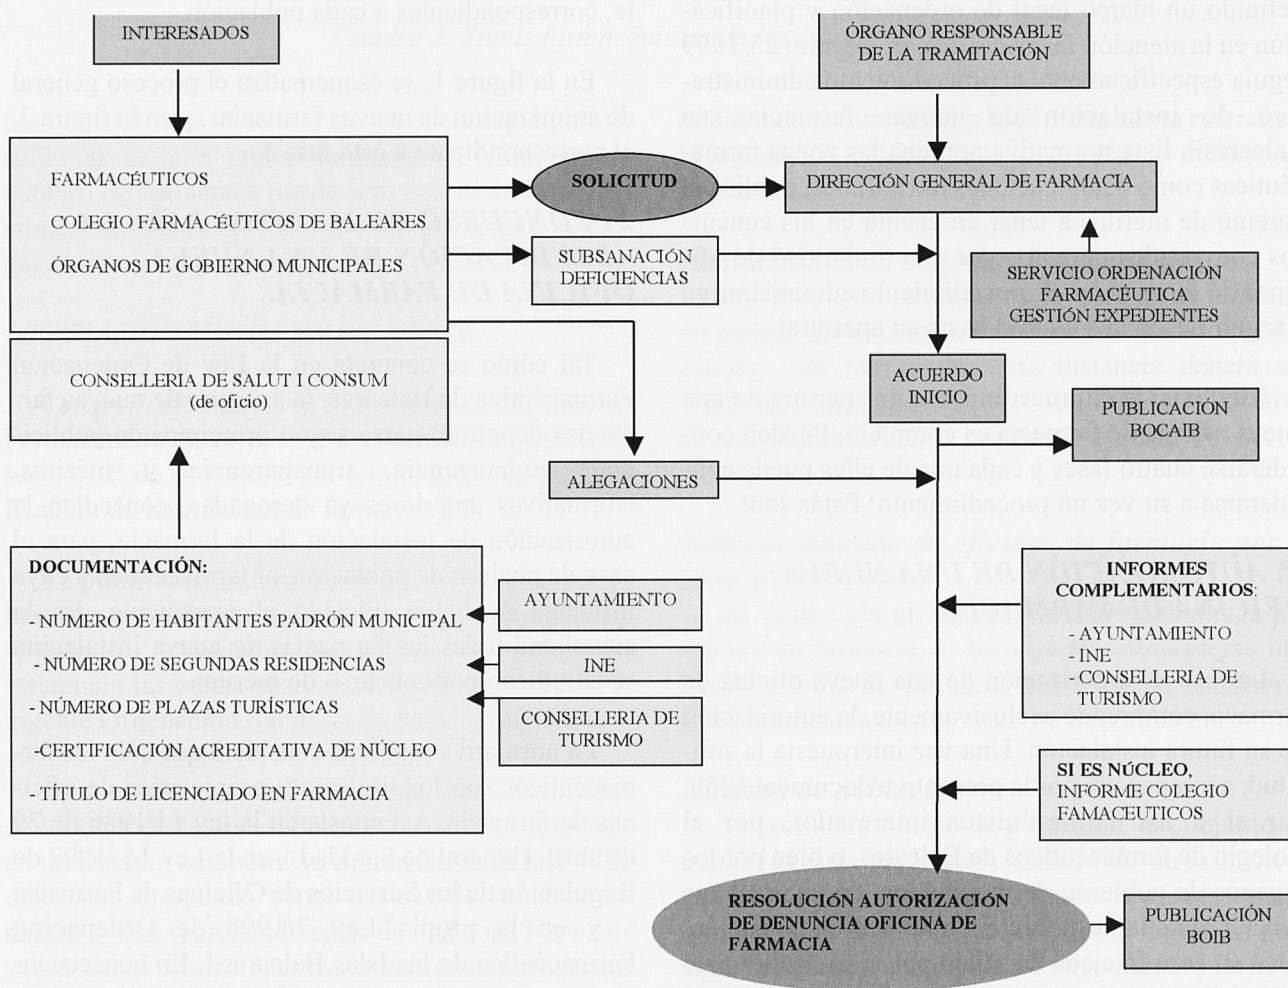 INTERESADOS
ÓRGANO RESPONSABLE
DE LA TRAMITACIÓN
FARMACÉUTICOS
COLEGIO FARMACÉUTICOS DE BALEARES
ÓRGANOS DE GOBIERNO MUNICIPALES
SOLICITUD
DIRECCIÓN GENERAL DE FARMACIA
SUBSANACIÓN
DEFICIENCIAS
SERVICIO ORDENACIÓN
FARMACÉUTICA
GESTIÓN EXPEDIENTES
CONSELLERIA DE SALUT I CONSUM
(de oficio)
ACUERDO
INICIO
PUBLICACIÓN
BOCAIB
ALEGACIONES
DOCUMENTACIÓN:
- NÚMERO DE HABITANTES PADRÓN MUNICIPAL
- NÚMERO DE SEGUNDAS RESIDENCIAS
- NÚMERO DE PLAZAS TURÍSTICAS
-CERTIFICACIÓN ACREDITATIVA DE NÚCLEO
- TÍTULO DE LICENCIADO EN FARMACIA
AYUNTAMIENTO
INE
CONSELLERIA DE
TURISMO
INFORMES
COMPLEMENTARIOS:
- AYUNTAMIENTO
- INE
- CONSELLERIA DE
TURISMO
SI ES NÚCLEO,
INFORME COLEGIO
FAMACEUTICOS
RESOLUCIÓN AUTORIZACIÓN
DE DENUNCIA OFICINA DE
FARMACIA
PUBLICACIÓN
BOIB